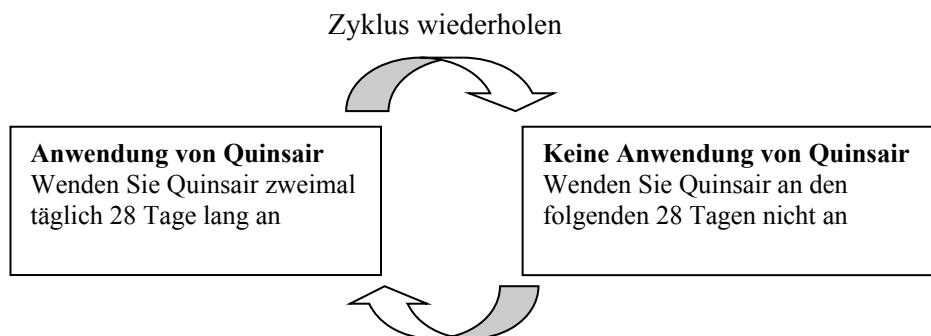 Zyklus wiederholen
Anwendung von Quinsair
Wenden Sie Quinsair zweimal
täglich 28 Tage lang an
Keine Anwendung von Quinsair
Wenden Sie Quinsair an den
folgenden 28 Tagen nicht an